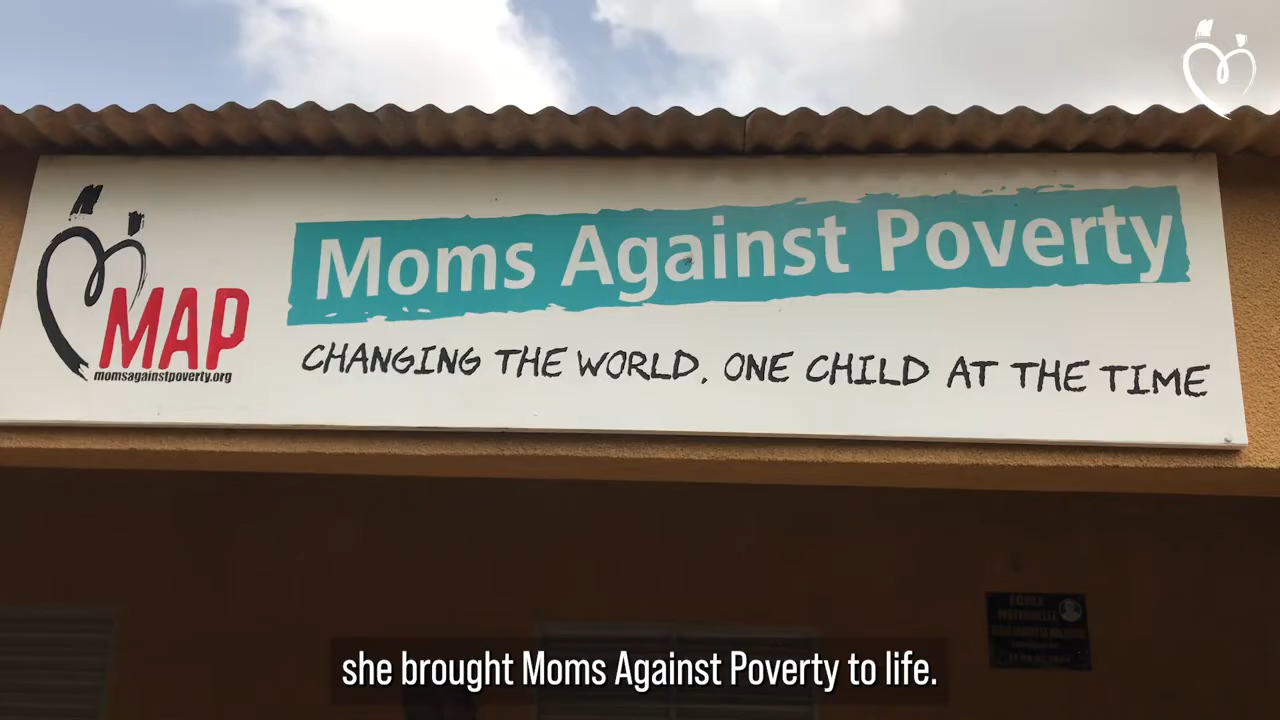 Moms Against Poverty
MAP
momsagainstpoverty.org
CHANGING THE WORLD, ONE CHILD AT THE TIME
she brought Moms Against Poverty to life.